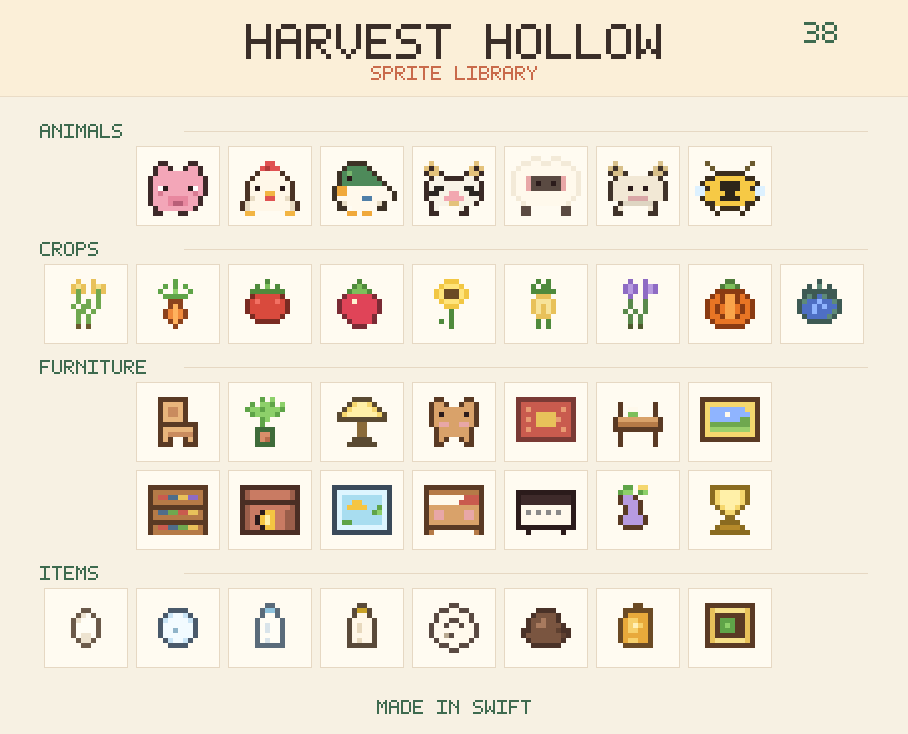 HARVEST HOLLOW
38
SPRITE LIBRARY
ANIMALS
CROPS
FURNITURE
ITEMS
MADE IN SWIFT